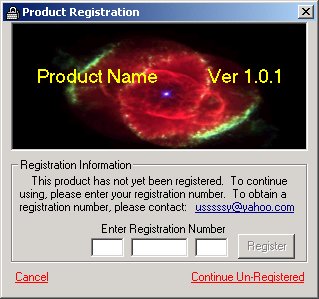 Product Registration
Product Name Ver 1.0.1
Registration Information
This product has not yet been registered. To continue
using, please enter your registration number. To obtain a
registration number, please contact: usssssy@yahoo.com
Enter Registration Number
Register
Cancel Continue Un-Registered